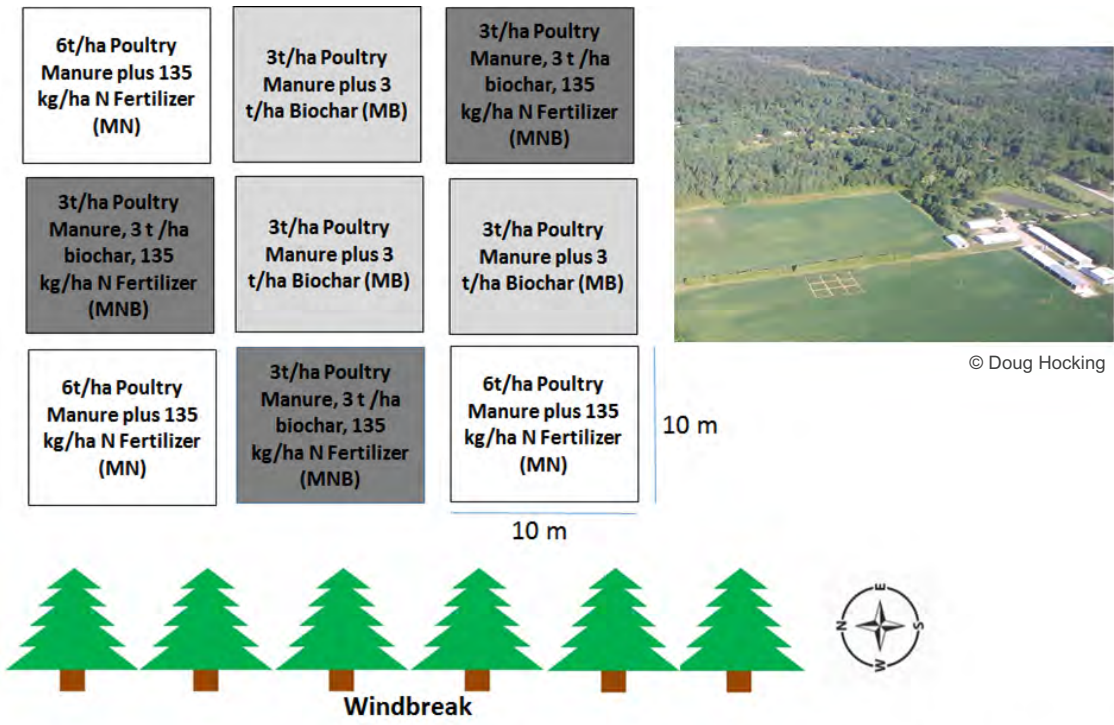 6t/ha Poultry
Manure plus 135
kg/ha N Fertilizer
(MN)
3t/ha Poultry
Manure plus 3
t/ha Biochar (MB)
3t/ha Poultry
Manure, 3 t /ha
biochar, 135
kg/ha N Fertilizer
(MNB)
3t/ha Poultry
Manure, 3 t /ha
biochar, 135
kg/ha N Fertilizer
(MNB)
3t/ha Poultry
Manure plus 3
t/ha Biochar (MB)
3t/ha Poultry
Manure plus 3
t/ha Biochar (MB)
© Doug Hocking
6t/ha Poultry
Manure plus 135
kg/ha N Fertilizer
(MN)
3t/ha Poultry
Manure, 3 t /ha
biochar, 135
kg/ha N Fertilizer
(MNB)
6t/ha Poultry
Manure plus 135
kg/ha N Fertilizer
(MN)
10 m
10 m
E
N
S
W
Windbreak